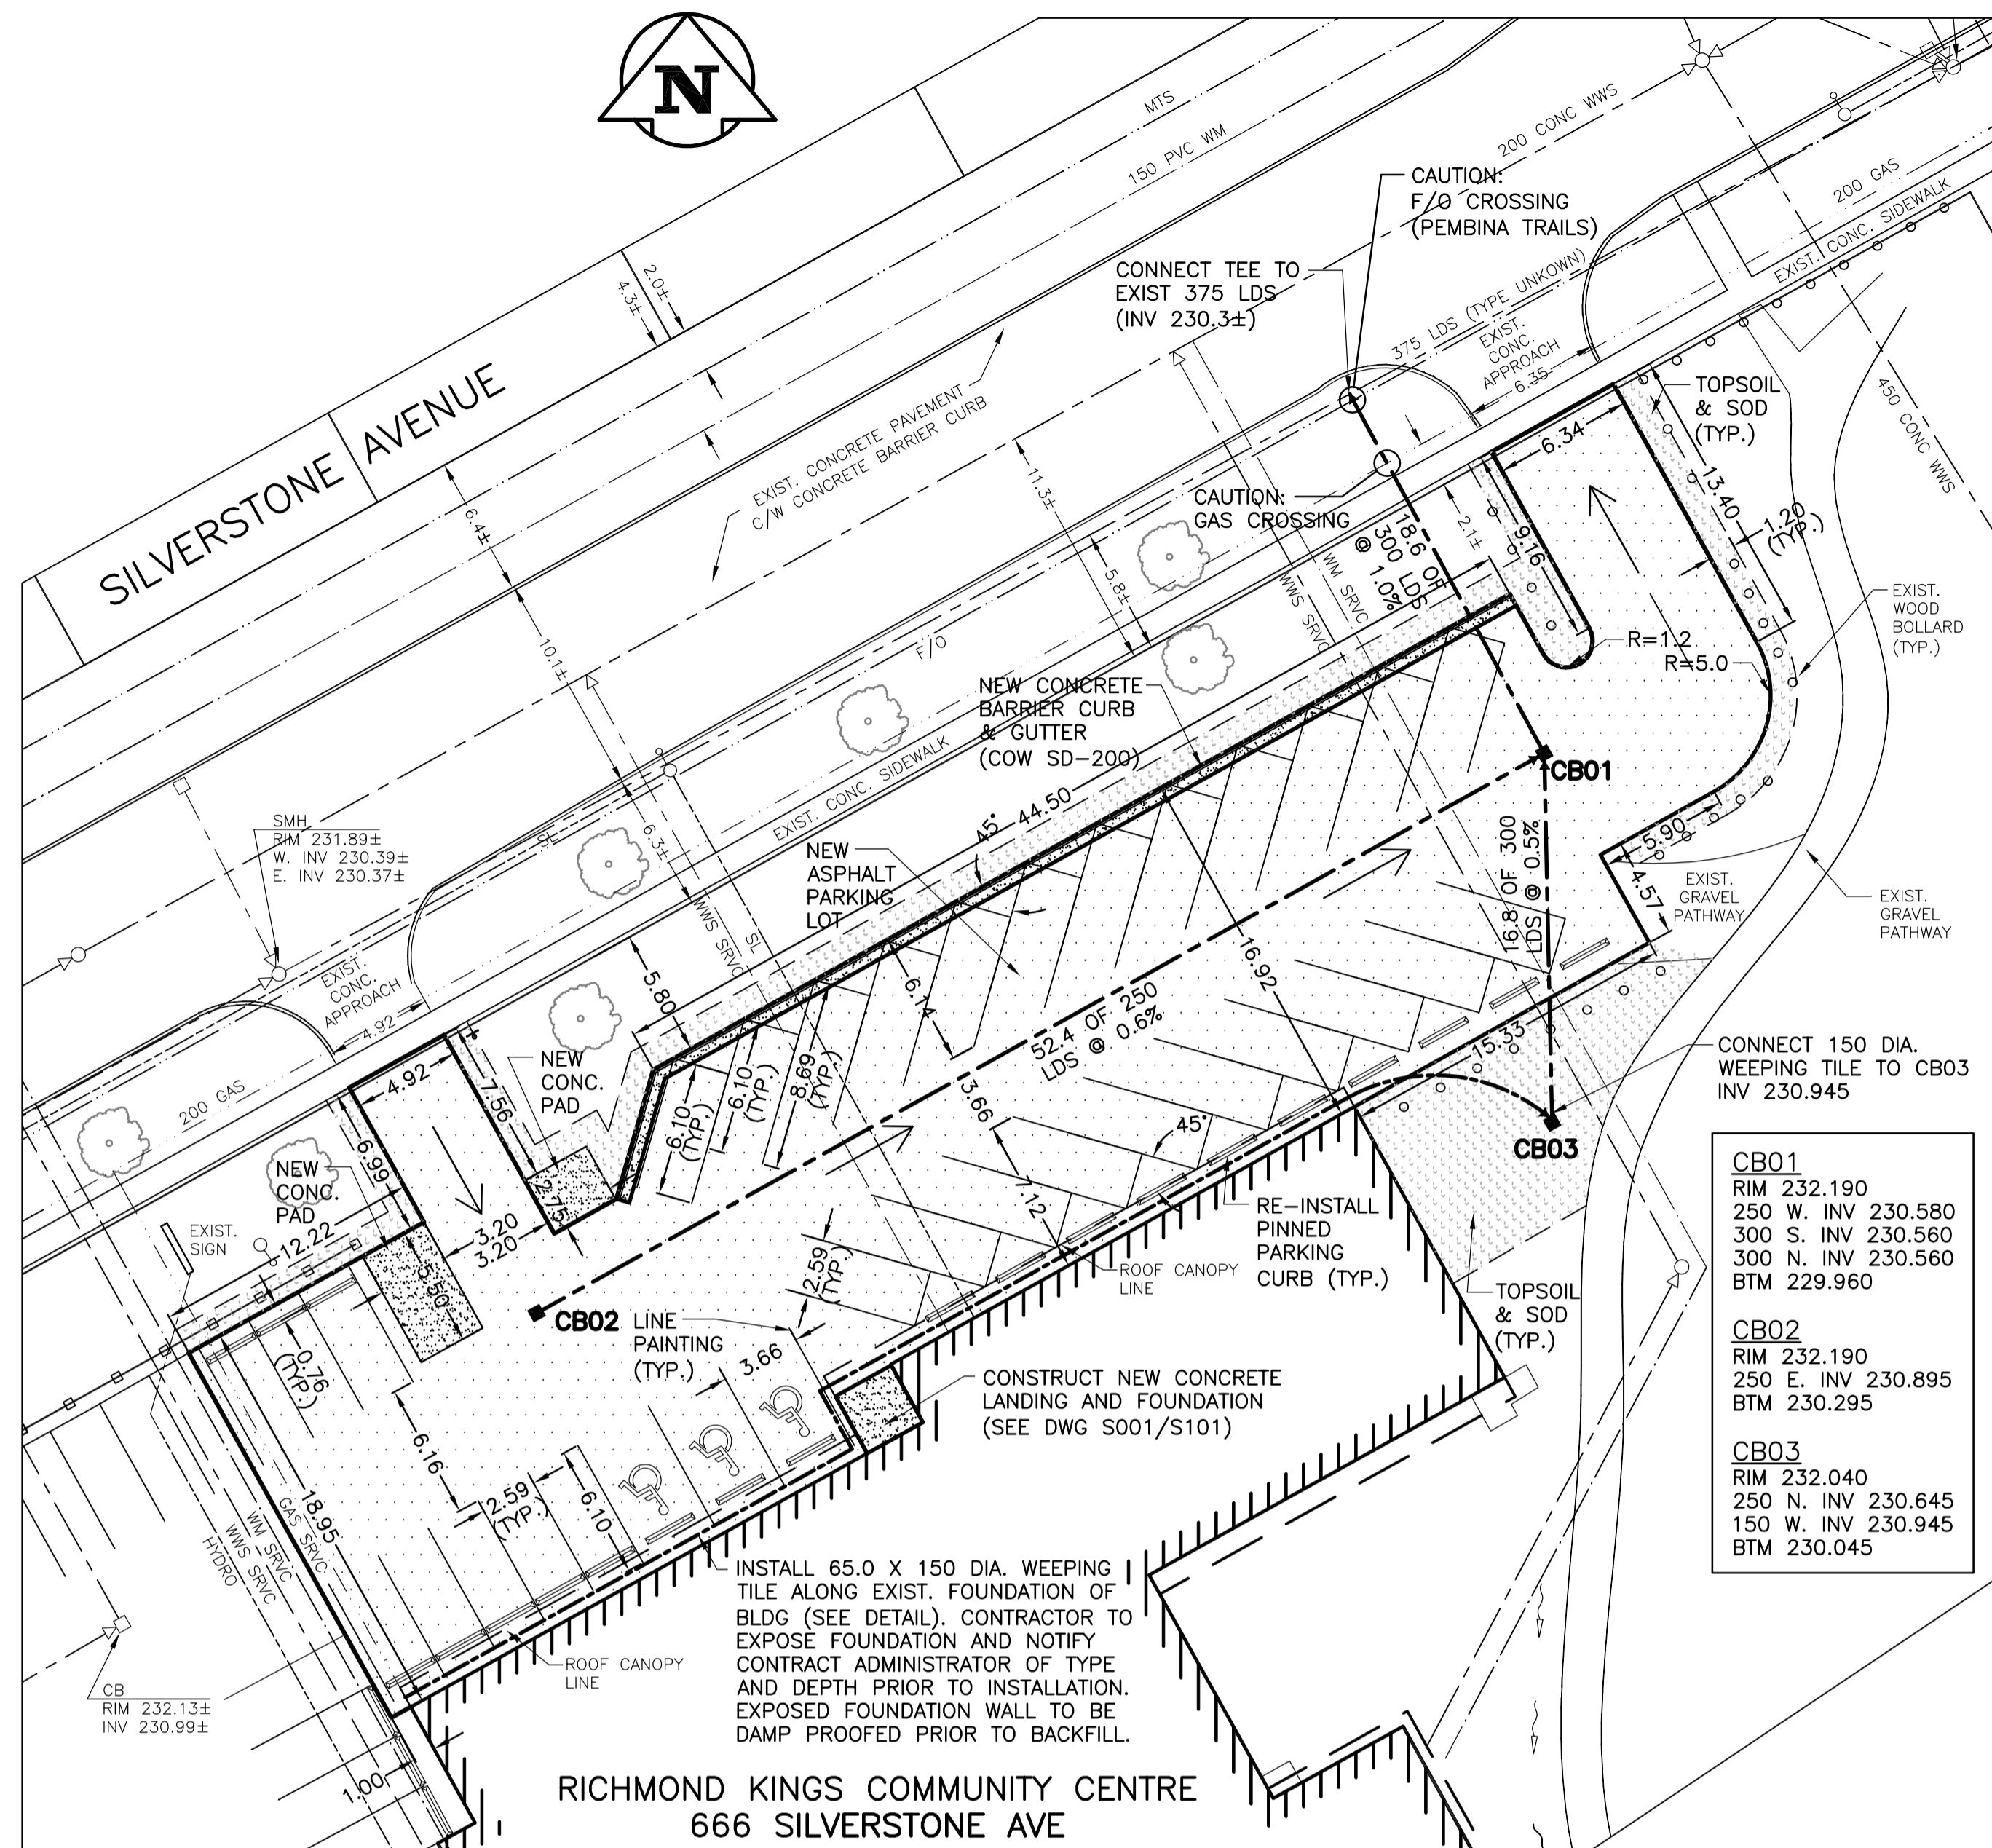 N
SILVERSTONE AVENUE
MTS
150 PVC WM
200 CONC WWS
2.0±
4.3±
CAUTION:
F/O CROSSING
(PEMBINA TRAILS)
200 GAS
EXIST. CONC. SIDEWALK
CONNECT TEE TO
EXIST 375 LDS
(INV 230.3±)
375 LDS (TYPE UNKOWN)
EXIST.
CONC.
APPROACH
6.35
TOPSOIL
& SOD
(TYP.)
450 CONC WWS
EXIST. CONCRETE PAVEMENT
C/W CONCRETE BARRIER CURB
6.4±
11.3±
6.34
13.40
1.20
(TYP.)
CAUTION:
GAS CROSSING
18.6 OF
300 LDS
@ 1.0%
2.1±
9.16
WM SRVC
WWS SRVC
5.8±
10.1±
F/O
EXIST.
WOOD
BOLLARD
(TYP.)
R=1.2
R=5.0
NEW CONCRETE
BARRIER CURB
& GUTTER
(COW SD-200)
EXIST. CONC. SIDEWALK
CB01
SMH
RIM 231.89±
W. INV 230.39±
E. INV 230.37±
SL
6.3±
45°
44.50
NEW
ASPHALT
PARKING
LOT
16.8 OF 300
LDS @ 0.5%
5.90
4.57
EXIST.
GRAVEL
PATHWAY
EXIST.
GRAVEL
PATHWAY
WWS SRVC
SL
EXIST.
CONC.
APPROACH
4.92
5.80
6.14
16.92
52.4 OF 250
LDS @ 0.6%
15.33
CONNECT 150 DIA.
WEEPING TILE TO CB03
INV 230.945
200 GAS
4.92
7.56
NEW
CONC.
PAD
6.10
(TYP.)
6.10
(TYP.)
8.69
(TYP.)
3.66
45°
7.12
CB03
NEW
CONC.
PAD
6.99
2.75
EXIST.
SIGN
12.22
3.20
3.20
5.50
RE-INSTALL
PINNED
PARKING
CURB (TYP.)
ROOF CANOPY
LINE
2.59
(TYP.)
TOPSOIL
& SOD
(TYP.)
CB02
LINE
PAINTING
(TYP.)
3.66
0.76
(TYP.)
CONSTRUCT NEW CONCRETE
LANDING AND FOUNDATION
(SEE DWG S001/S101)
6.16
2.59
(TYP.)
6.10
18.95
GAS SRVC
WM SRVC
WWS SRVC
HYDRO
INSTALL 65.0 X 150 DIA. WEEPING
TILE ALONG EXIST. FOUNDATION OF
BLDG (SEE DETAIL). CONTRACTOR TO
EXPOSE FOUNDATION AND NOTIFY
CONTRACT ADMINISTRATOR OF TYPE
AND DEPTH PRIOR TO INSTALLATION.
EXPOSED FOUNDATION WALL TO BE
DAMP PROOFED PRIOR TO BACKFILL.
ROOF CANOPY
LINE
CB
RIM 232.13±
INV 230.99±
1.00
RICHMOND KINGS COMMUNITY CENTRE
666 SILVERSTONE AVE
CB01
RIM 232.190
250 W. INV 230.580
300 S. INV 230.560
300 N. INV 230.560
BTM 229.960
CB02
RIM 232.190
250 E. INV 230.895
BTM 230.295
CB03
RIM 232.040
250 N. INV 230.645
150 W. INV 230.945
BTM 230.045